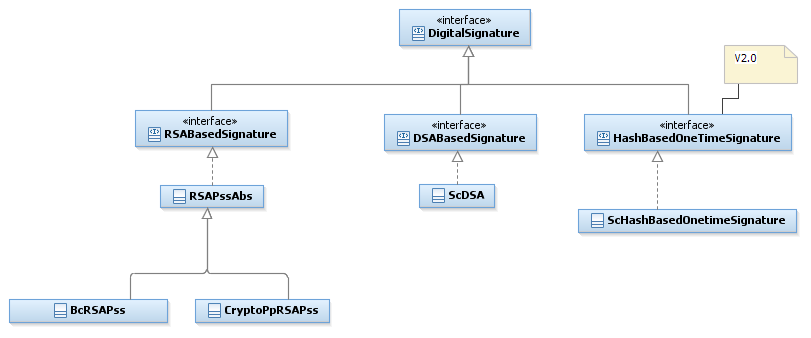 «interface»
DigitalSignature
V2.0
«interface»
RSABasedSignature
«interface»
DSABasedSignature
«interface»
HashBasedOneTimeSignature
RSAPssAbs
ScDSA
ScHashBasedOnetimeSignature
BcRSAPss
CryptoPpRSAPss